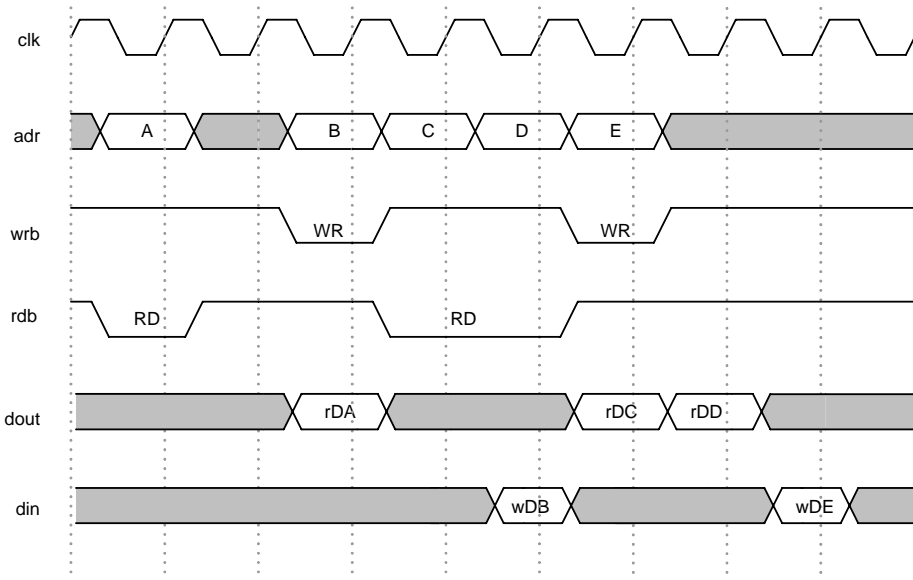 clk
adr A B C D E
wrb WR WR
rdb RD RD
dout rDA rDC rDD
din wDB wDE